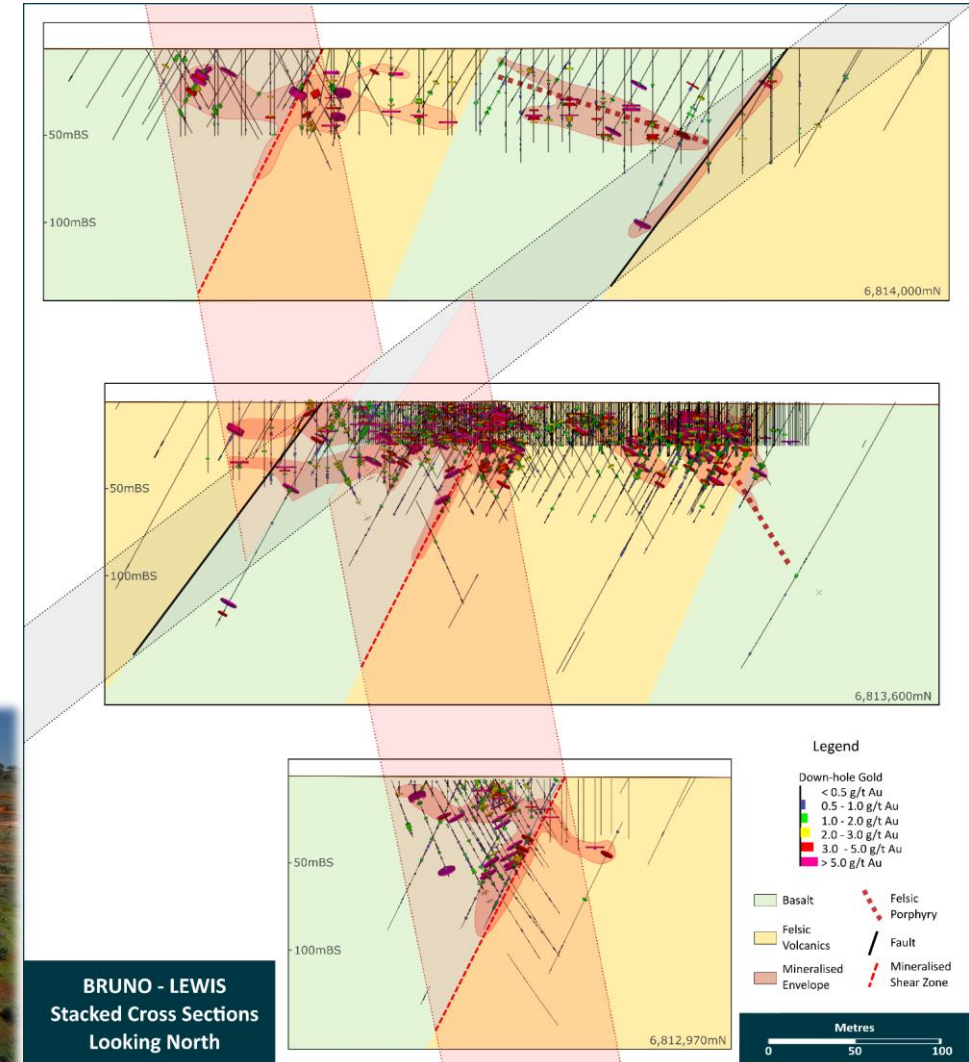 50mBS
100mBS
6,814,000mN
50mBS
100mBS
6,813,600mN
50mBS
100mBS
6,812,970mN
Legend
Down-hole Gold
< 0.5 g/t Au
0.5 - 1.0 g/t Au
1.0 - 2.0 g/t Au
2.0 - 3.0 g/t Au
3.0 - 5.0 g/t Au
> 5.0 g/t Au
Basalt
Felsic
Volcanics
Mineralised
Envelope
Felsic
Porphyry
Fault
Mineralised
Shear Zone
BRUNO - LEWIS
Stacked Cross Sections
Looking North
Metres
0 50 100